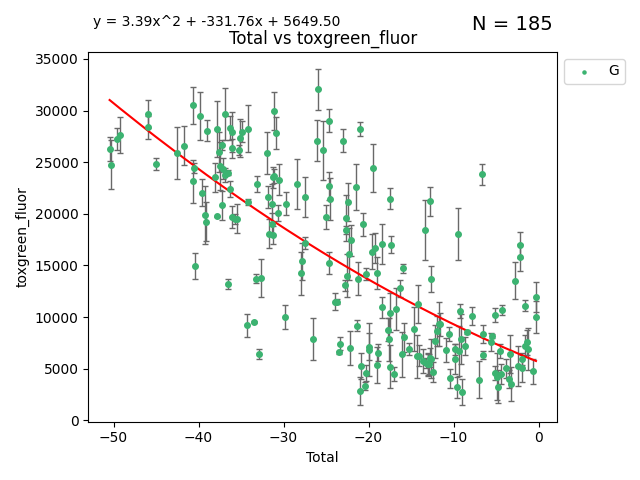 y = 3.39x^2 + -331.76x + 5649.50
N = 185
Total vs toxgreen_fluor
G
toxgreen_fluor
35000
30000
25000
20000
15000
10000
5000
0
−50
−40
−30
−20
−10
0
Total